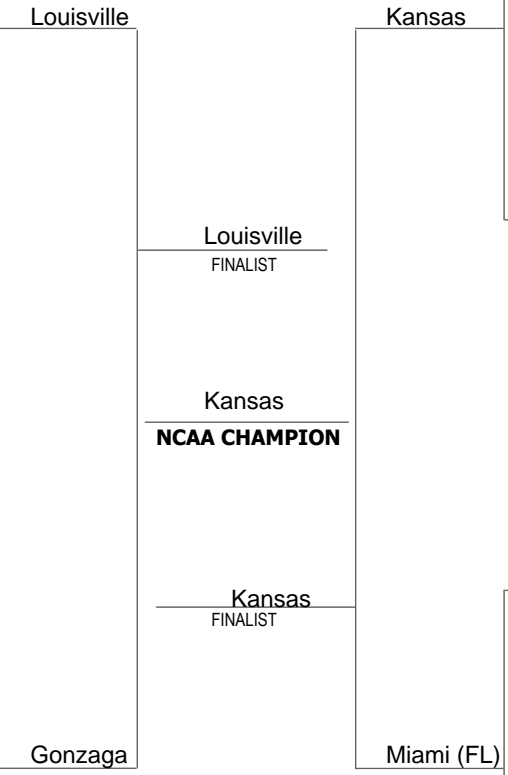 Louisville
Kansas
Louisville
FINALIST
Kansas
NCAA CHAMPION
Kansas
FINALIST
Gonzaga
Miami (FL)